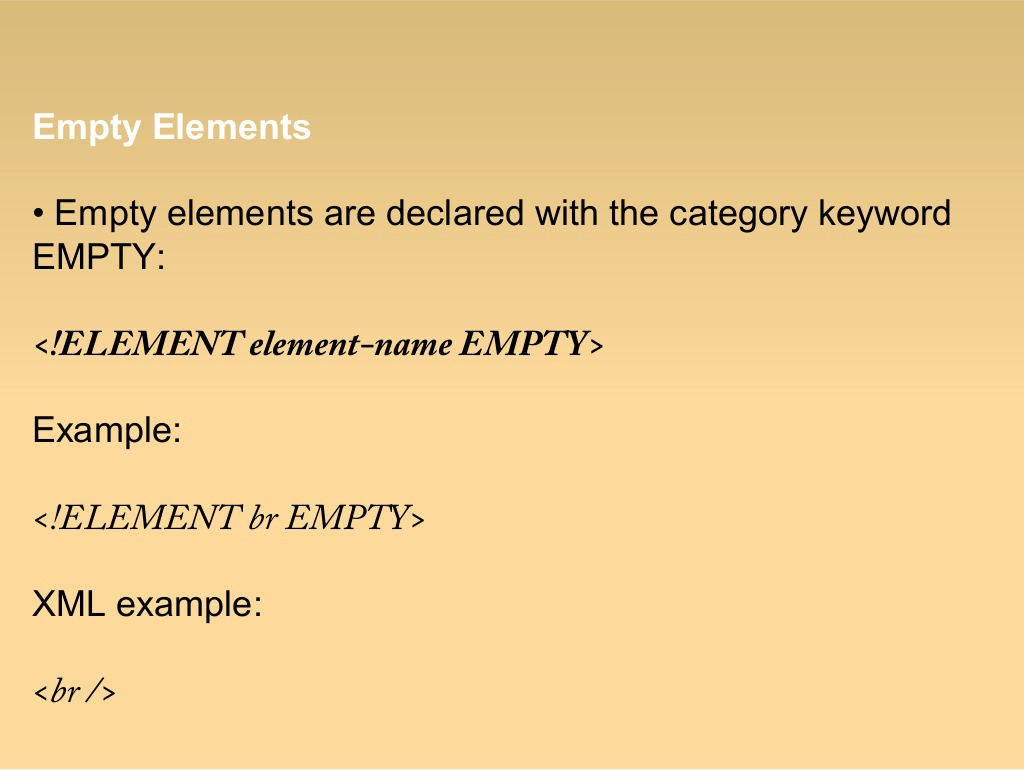 Empty Elements
• Empty elements are declared with the category keyword
EMPTY:
<!ELEMENT element-name EMPTY>
Example:
<!ELEMENT br EMPTY>
XML example:
<br />